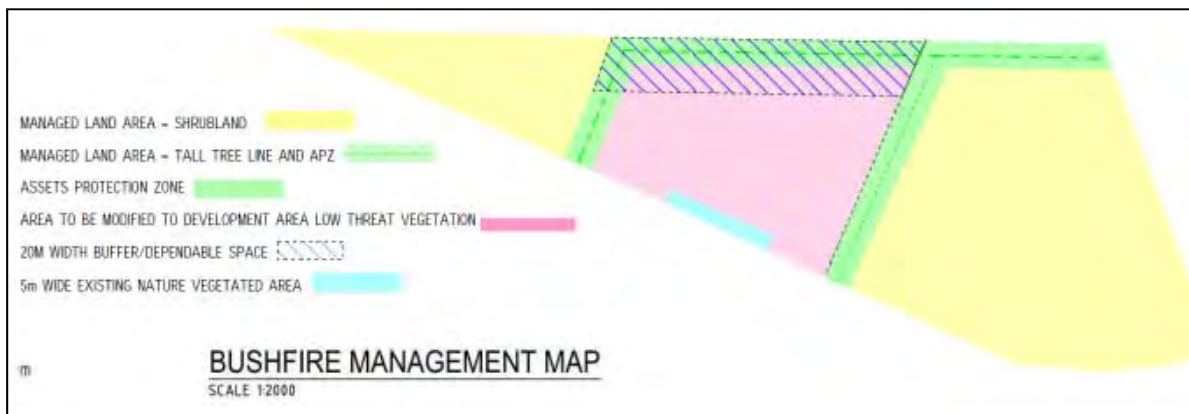 MANAGED LAND AREA - SHRUBLAND
MANAGED LAND AREA - TALL TREE LINE AND APZ
ASSETS PROTECTION ZONE
AREA TO BE MODIFIED TO DEVELOPMENT AREA LOW THREAT VEGETATION
20M WIDTH BUFFER/DEPENDABLE SPACE
5m WIDE EXISTING NATURE VEGETATED AREA
m
BUSHFIRE MANAGEMENT MAP
SCALE 1:2000